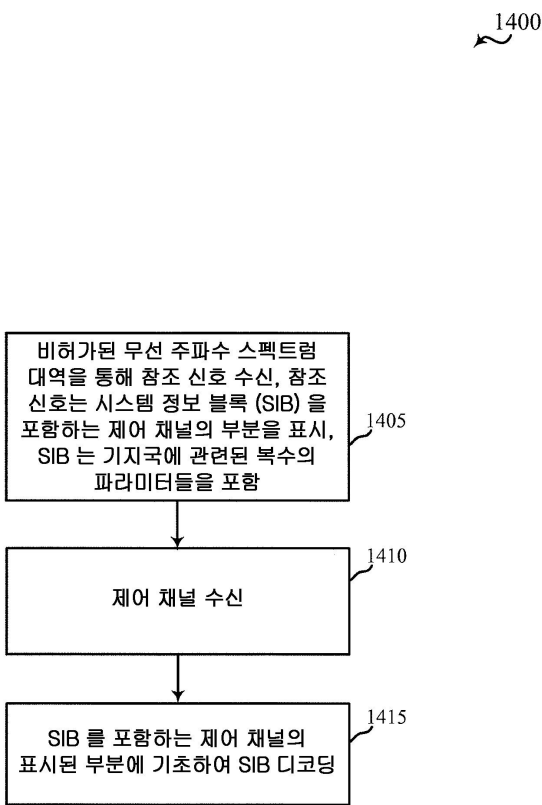 1400
비허가된 무선 주파수 스펙트럼
대역을 통해 참조 신호 수신, 참조
신호는 시스템 정보 블록 (SIB) 을
포함하는 제어 채널의 부분을 표시,
SIB 는 기지국에 관련된 복수의
파라미터들을 포함
1405
제어 채널 수신
1410
SIB 를 포함하는 제어 채널의
표시된 부분에 기초하여 SIB 디코딩
1415